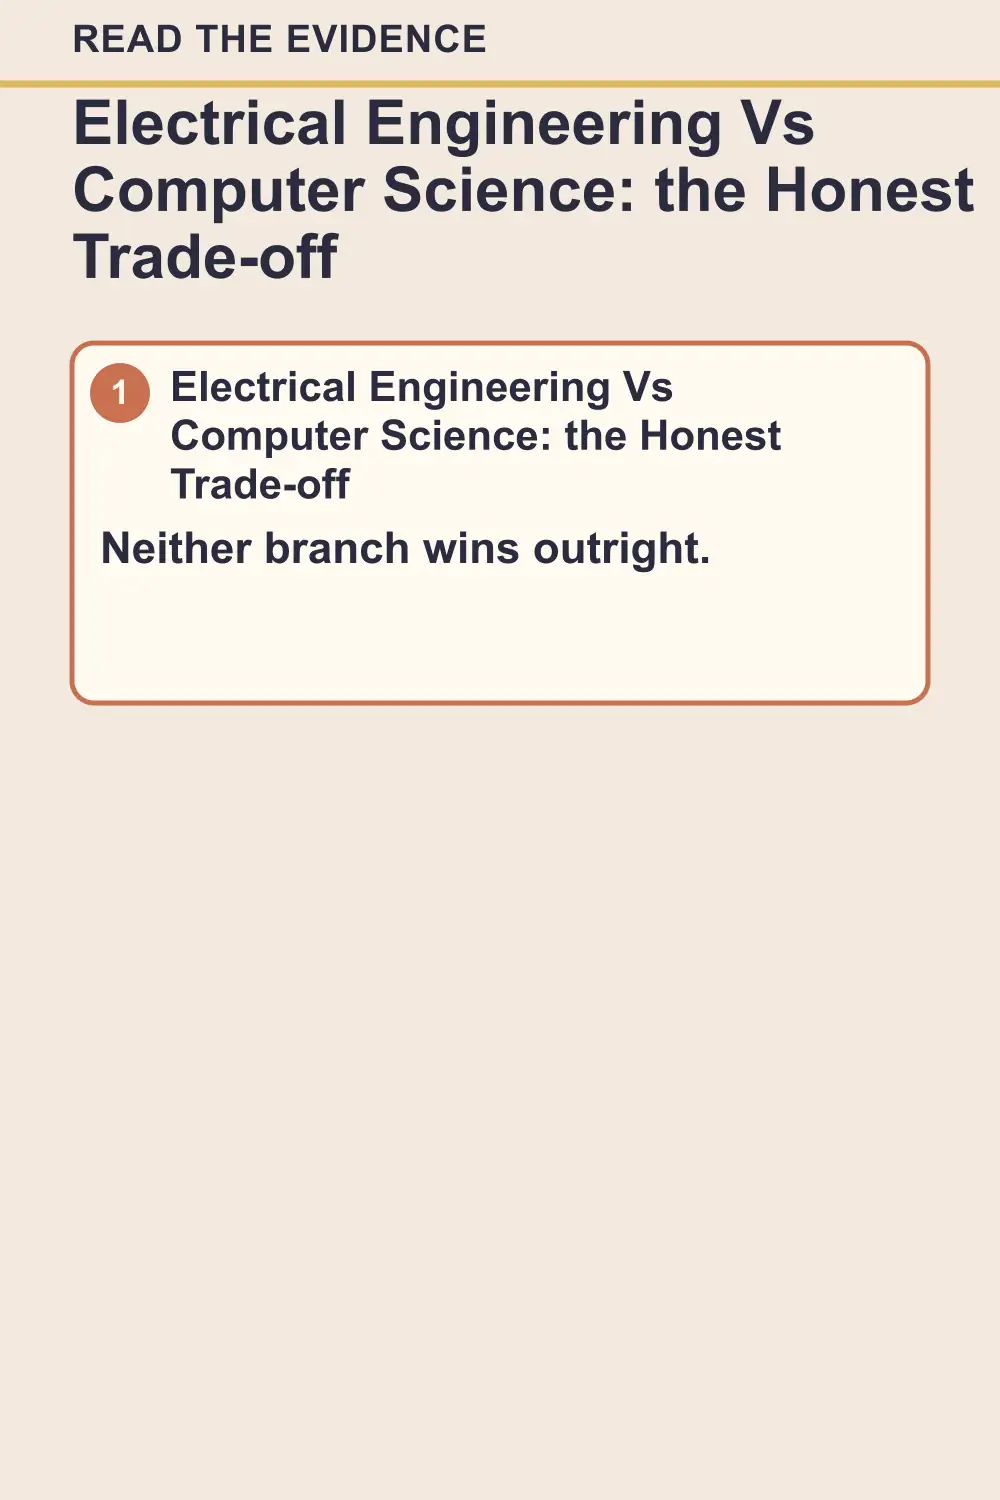 READ THE EVIDENCE
Electrical Engineering Vs
Computer Science: the Honest
Trade-off
1
Electrical Engineering Vs
Computer Science: the Honest
Trade-off
Neither branch wins outright.